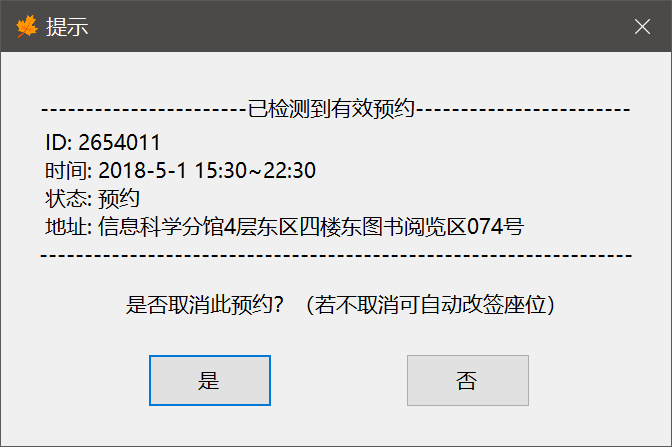 提示
-----------------------已检测到有效预约------------------------
ID: 2654011
时间: 2018-5-1 15:30~22:30
状态: 预约
地址: 信息科学分馆4层东区四楼东图书阅览区074号
------------------------------------------------------------------
是否取消此预约？（若不取消可自动改签座位）
是
否